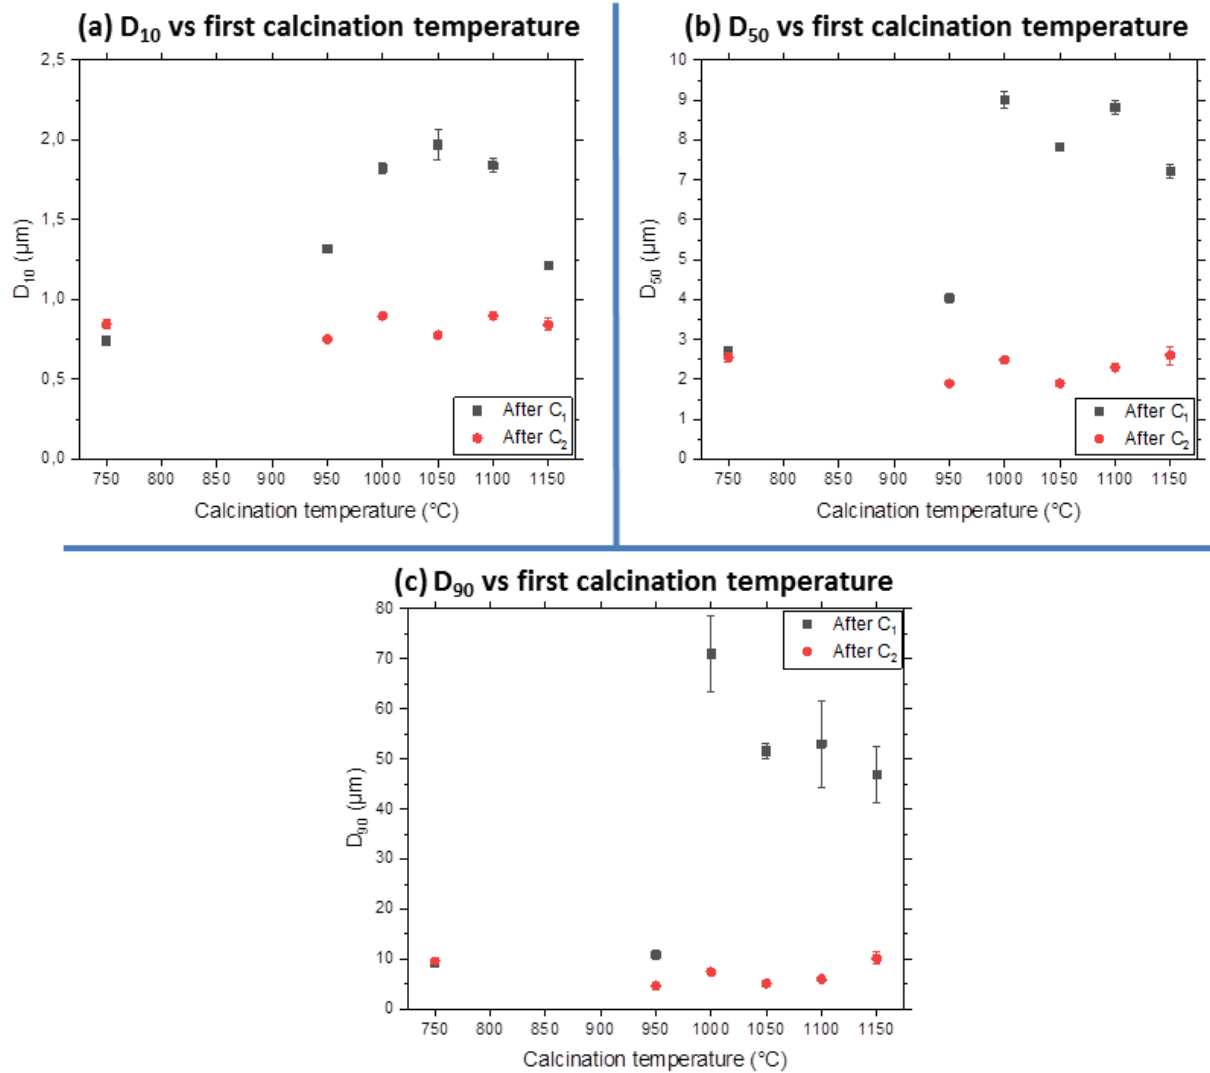 (a) D₁₀ vs first calcination temperature
2,5
2,0
1,5
1,0
0,5
0,0
D₁₀ (µm)
After C₁
After C₂
750 800 850 900 950 1000 1050 1100 1150
Calcination temperature (°C)
(b) D₅₀ vs first calcination temperature
10
9
8
7
6
5
4
3
2
1
0
D₅₀ (µm)
After C₁
After C₂
750 800 850 900 950 1000 1050 1100 1150
Calcination temperature (°C)
(c) D₉₀ vs first calcination temperature
80
70
60
50
40
30
20
10
0
D₉₀ (µm)
After C₁
After C₂
750 800 850 900 950 1000 1050 1100 1150
Calcination temperature (°C)